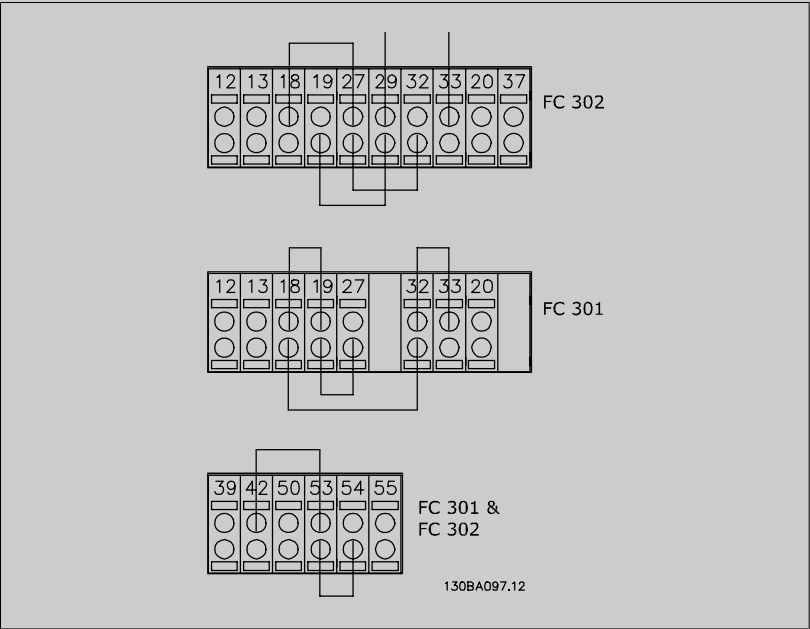 12 13 18 19 27 29 32 33 20 37
FC 302
12 13 18 19 27 32 33 20
FC 301
39 42 50 53 54 55
FC 301 &
FC 302
130BA097.12